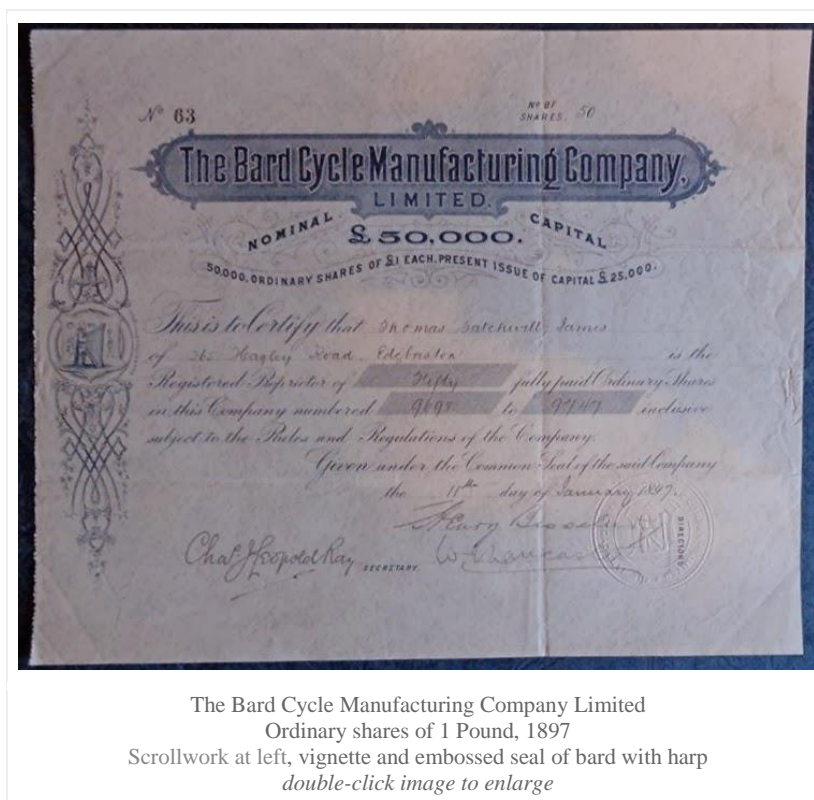 No 63
No OF
SHARES. 50
The Bard Cycle Manufacturing Company,
LIMITED.
NOMINAL CAPITAL
£50,000.
50,000, ORDINARY SHARES OF £1 EACH, PRESENT ISSUE OF CAPITAL £25,000.
This is to Certify that Thomas James
of Hagley Road. Edgbaston is the
Registered Proprietor of Fifty fully paid Ordinary Shares
in this Company numbered 9698 to 9747 inclusive
subject to the Rules and Regulations of the Company.
Given under the Common Seal of the said Company
the 11th day of January 1897.
Henry
DIRECTORS
Chas J Leopold Ray SECRETARY.
The Bard Cycle Manufacturing Company Limited
Ordinary shares of 1 Pound, 1897
Scrollwork at left, vignette and embossed seal of bard with harp
double-click image to enlarge